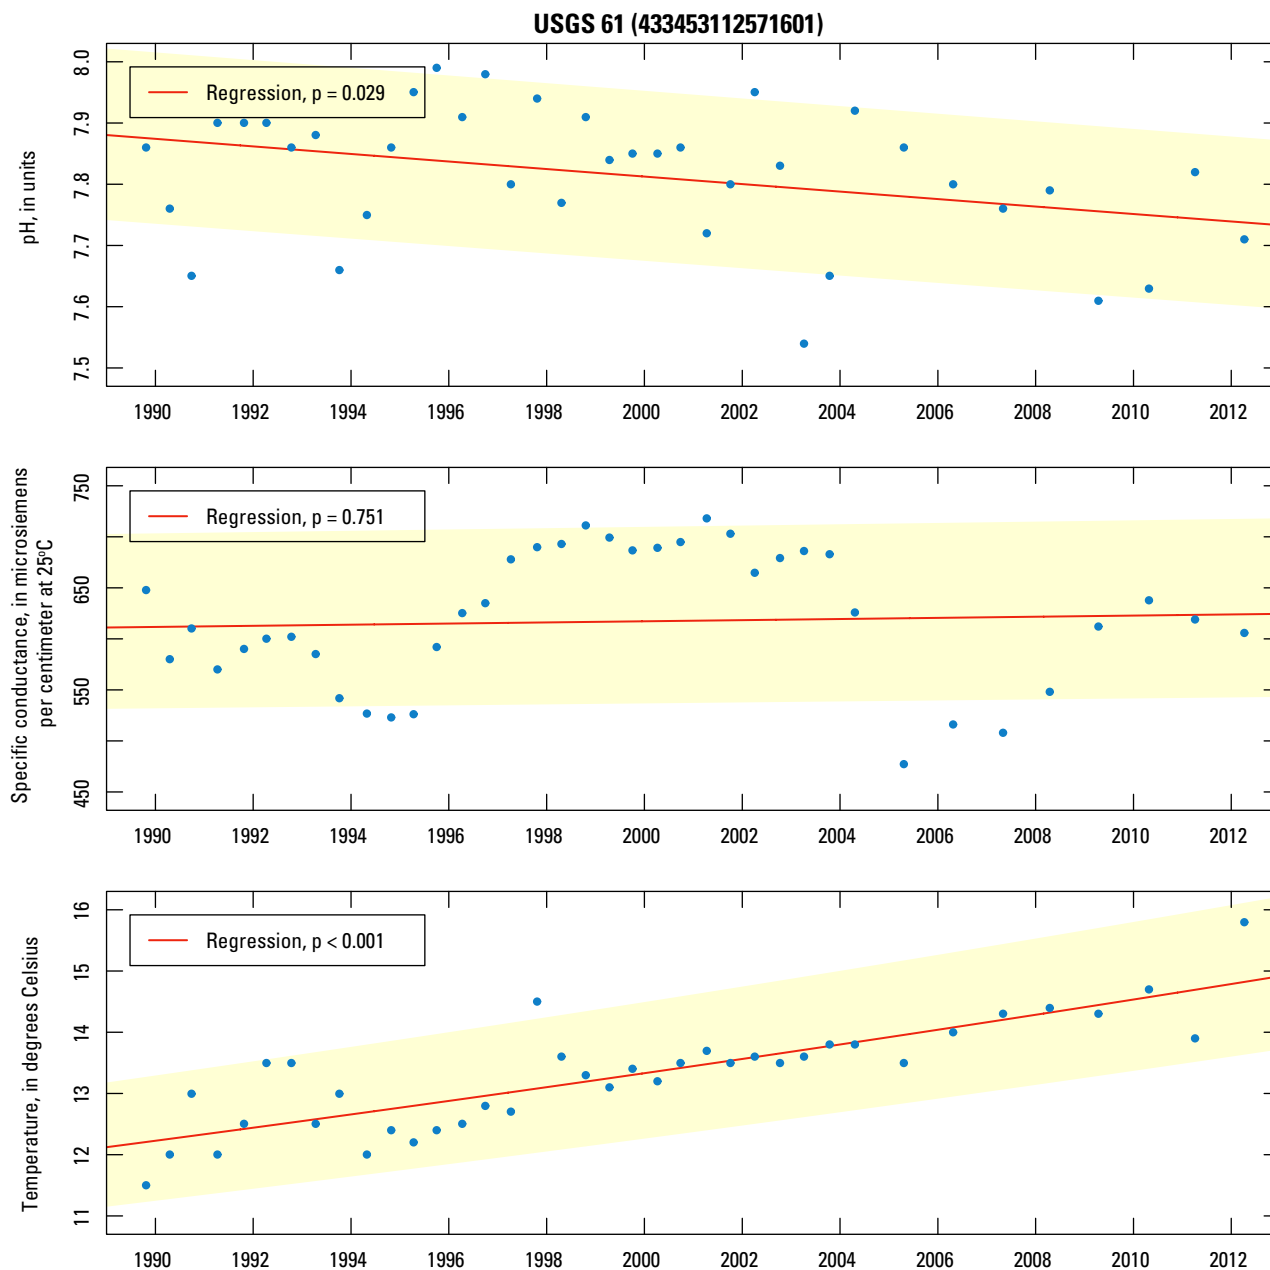 USGS 61 (433453112571601)
pH, in units
8.0
7.9
7.8
7.7
7.6
7.5
Regression, p = 0.029
1990 1992 1994 1996 1998 2000 2002 2004 2006 2008 2010 2012
Specific conductance, in microsiemens
per centimeter at 25°C
750
650
550
450
Regression, p = 0.751
1990 1992 1994 1996 1998 2000 2002 2004 2006 2008 2010 2012
Temperature, in degrees Celsius
16
15
14
13
12
11
Regression, p < 0.001
1990 1992 1994 1996 1998 2000 2002 2004 2006 2008 2010 2012